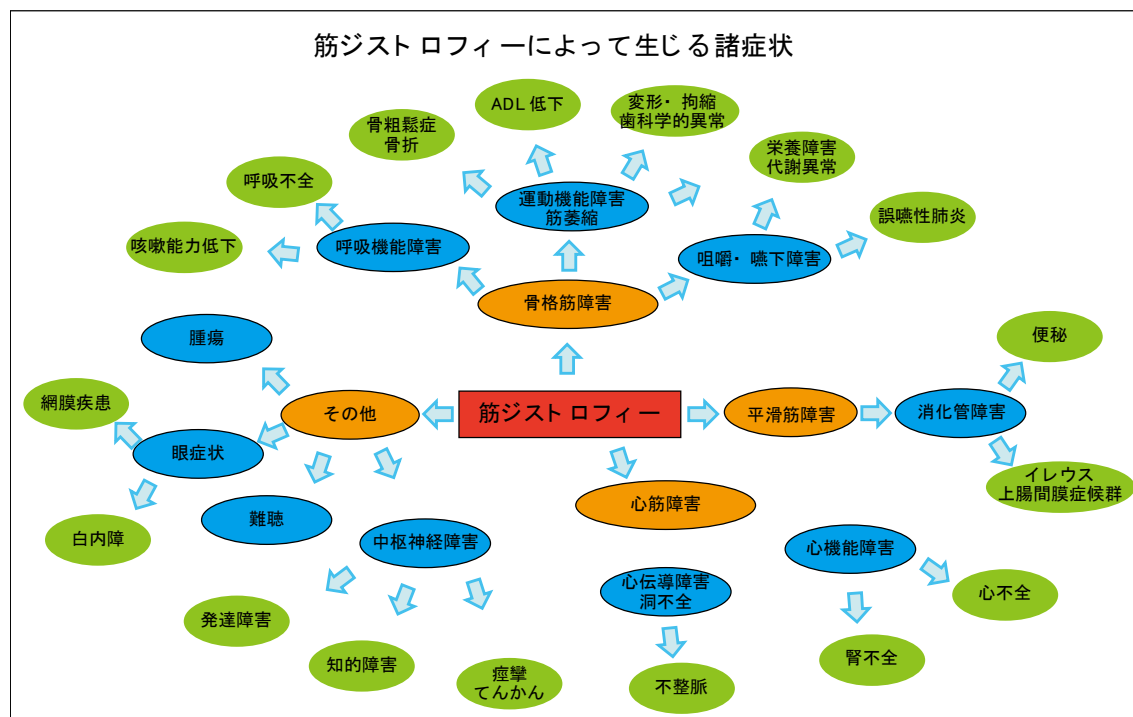 筋ジストロフィーによって生じる諸症状
ADL 低下
変形・拘縮
歯科学的異常
骨粗鬆症
骨折
栄養障害
代謝異常
呼吸不全
運動機能障害
筋萎縮
誤嚥性肺炎
咳嗽能力低下
呼吸機能障害
咀嚼・嚥下障害
骨格筋障害
腫瘍
便秘
網膜疾患
その他
筋ジストロフィー
平滑筋障害
消化管障害
眼症状
イレウス
上腸間膜症候群
心筋障害
難聴
白内障
中枢神経障害
心機能障害
心伝導障害
洞不全
心不全
発達障害
知的障害
腎不全
痙攣
てんかん
不整脈